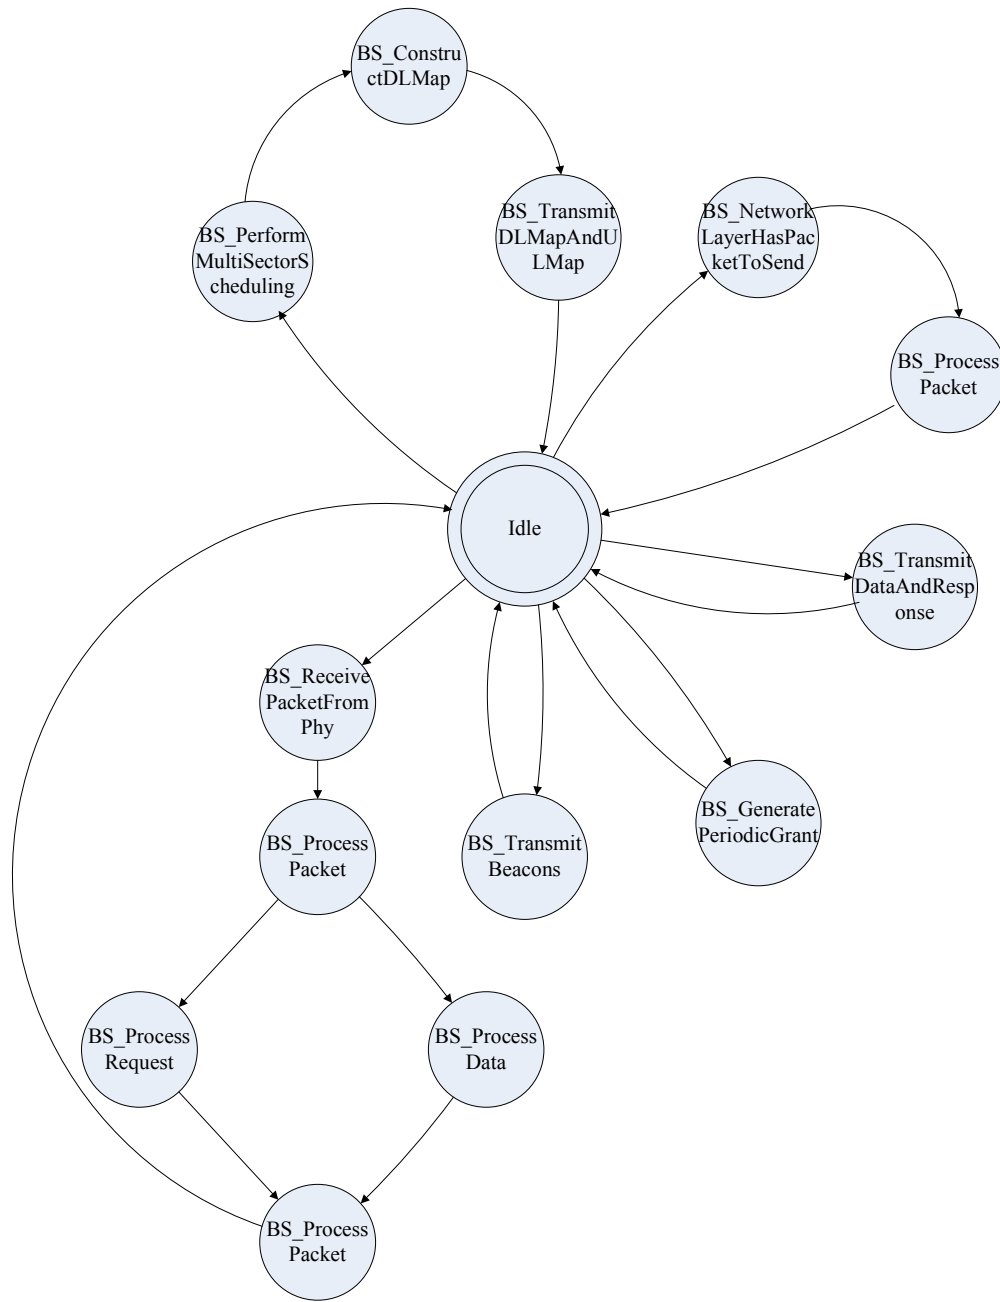 BS_Constru
ctDLMap
BS_Transmit
DLMapAndU
LMap
BS_Network
LayerHasPac
ketToSend
BS_Perform
MultiSectorS
cheduling
BS_Process
Packet
Idle
BS_Transmit
DataAndResp
onse
BS_Receive
PacketFrom
Phy
BS_Generate
PeriodicGrant
BS_Process
Packet
BS_Transmit
Beacons
BS_Process
Request
BS_Process
Data
BS_Process
Packet